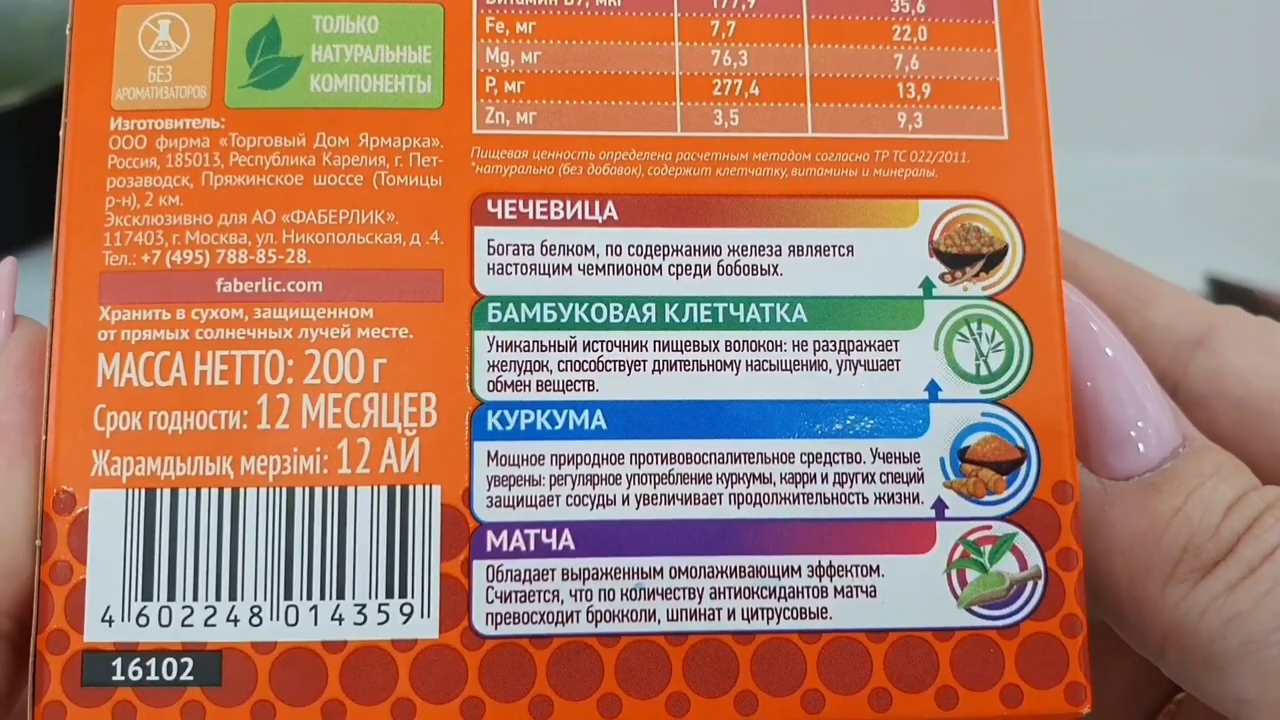 БЕЗ
АРОМАТИЗАТОРОВ
ТОЛЬКО
НАТУРАЛЬНЫЕ
КОМПОНЕНТЫ
Изготовитель:
ООО фирма «Торговый Дом Ярмарка».
Россия, 185013, Республика Карелия, г. Пет-
розаводск, Пряжинское шоссе (Томицы
р-н), 2 км.
Эксклюзивно для АО «ФАБЕРЛИК».
117403, г. Москва, ул. Никопольская, д .4.
Тел.: +7 (495) 788-85-28.
faberlic.com
Хранить в сухом, защищенном
от прямых солнечных лучей месте.
МАССА НЕТТО: 200 г
Срок годности: 12 МЕСЯЦЕВ
Жарамдылық мерзімі: 12 АЙ
4 602248 014359
16102
Витамин B7, мкг 177,9 35,6
Fe, мг 7,7 22,0
Mg, мг 76,3 7,6
P, мг 277,4 13,9
Zn, мг 3,5 9,3
Пищевая ценность определена расчетным методом согласно ТР ТС 022/2011.
*натурально (без добавок), содержит клетчатку, витамины и минералы.
ЧЕЧЕВИЦА
Богата белком, по содержанию железа является
настоящим чемпионом среди бобовых.
БАМБУКОВАЯ КЛЕТЧАТКА
Уникальный источник пищевых волокон: не раздражает
желудок, способствует длительному насыщению, улучшает
обмен веществ.
КУРКУМА
Мощное природное противовоспалительное средство. Ученые
уверены: регулярное употребление куркумы, карри и других специй
защищает сосуды и увеличивает продолжительность жизни.
МАТЧА
Обладает выраженным омолаживающим эффектом.
Считается, что по количеству антиоксидантов матча
превосходит брокколи, шпинат и цитрусовые.